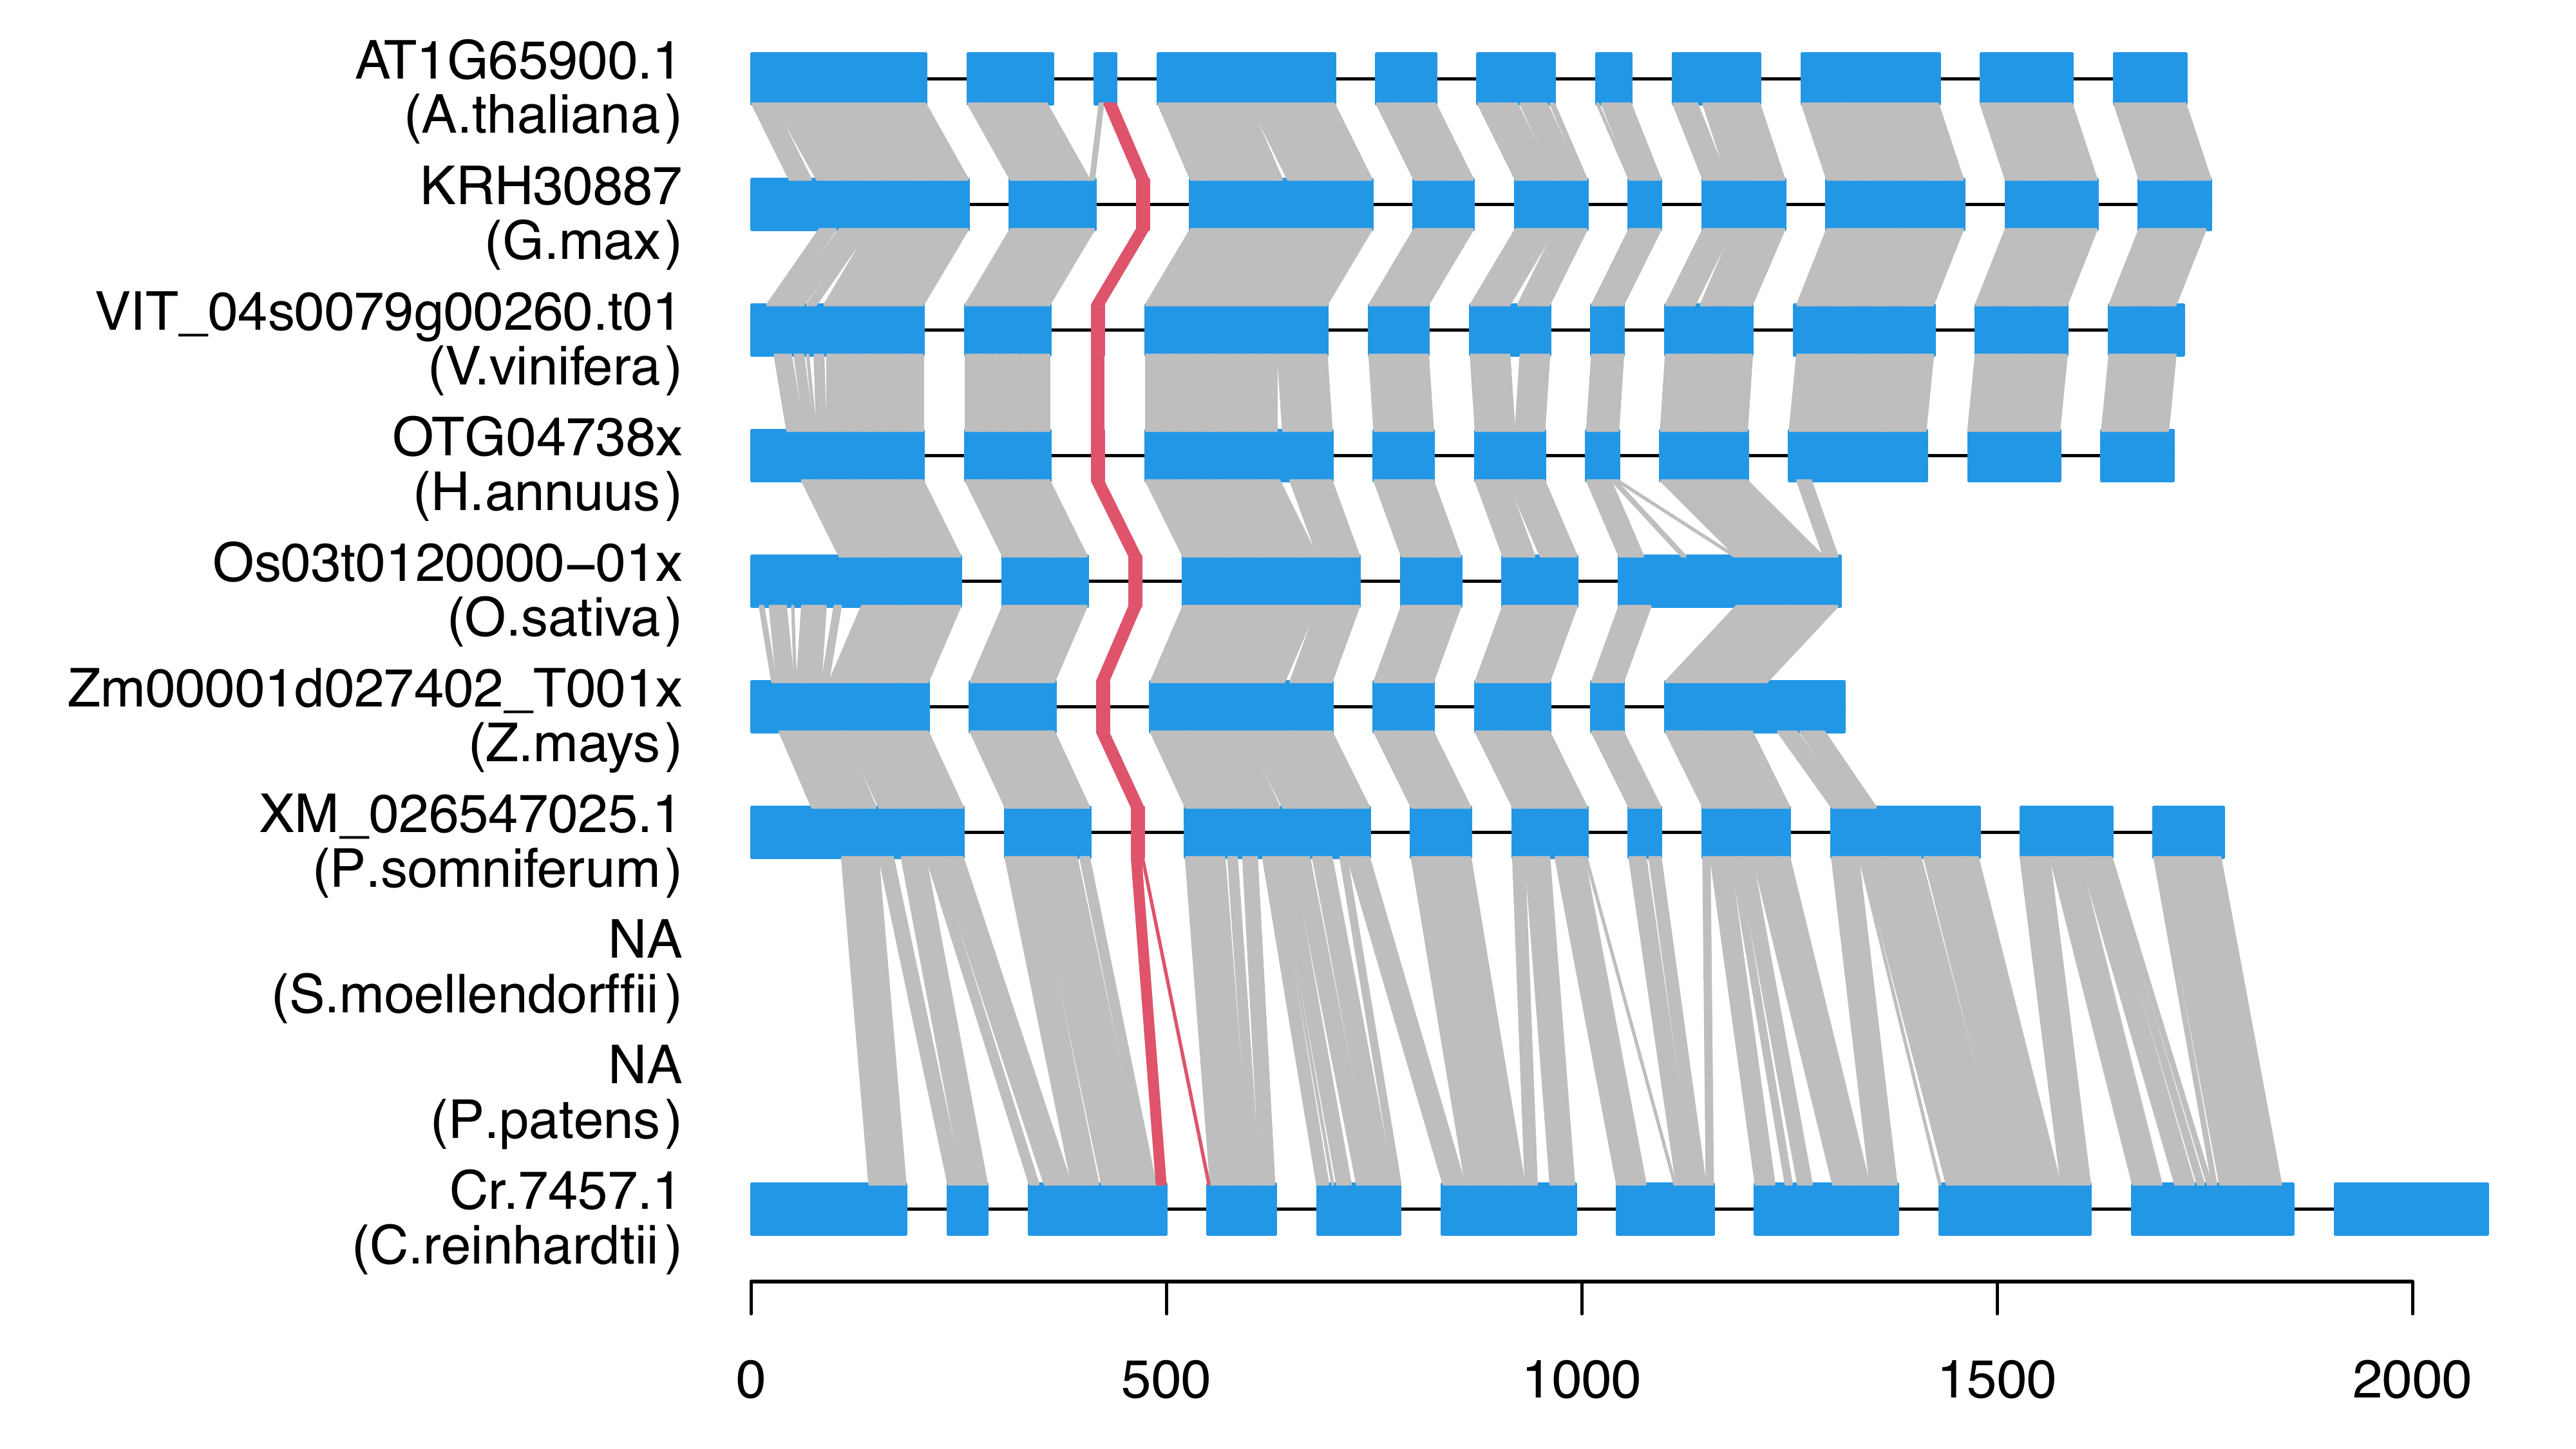 AT1G65900.1
(A.thaliana)
KRH30887
(G.max)
VIT_04s0079g00260.t01
(V.vinifera)
OTG04738x
(H.annuus)
Os03t0120000−01x
(O.sativa)
Zm00001d027402_T001x
(Z.mays)
XM_026547025.1
(P.somniferum)
NA
(S.moellendorffii)
NA
(P.patens)
Cr.7457.1
(C.reinhardtii)
0 500 1000 1500 2000